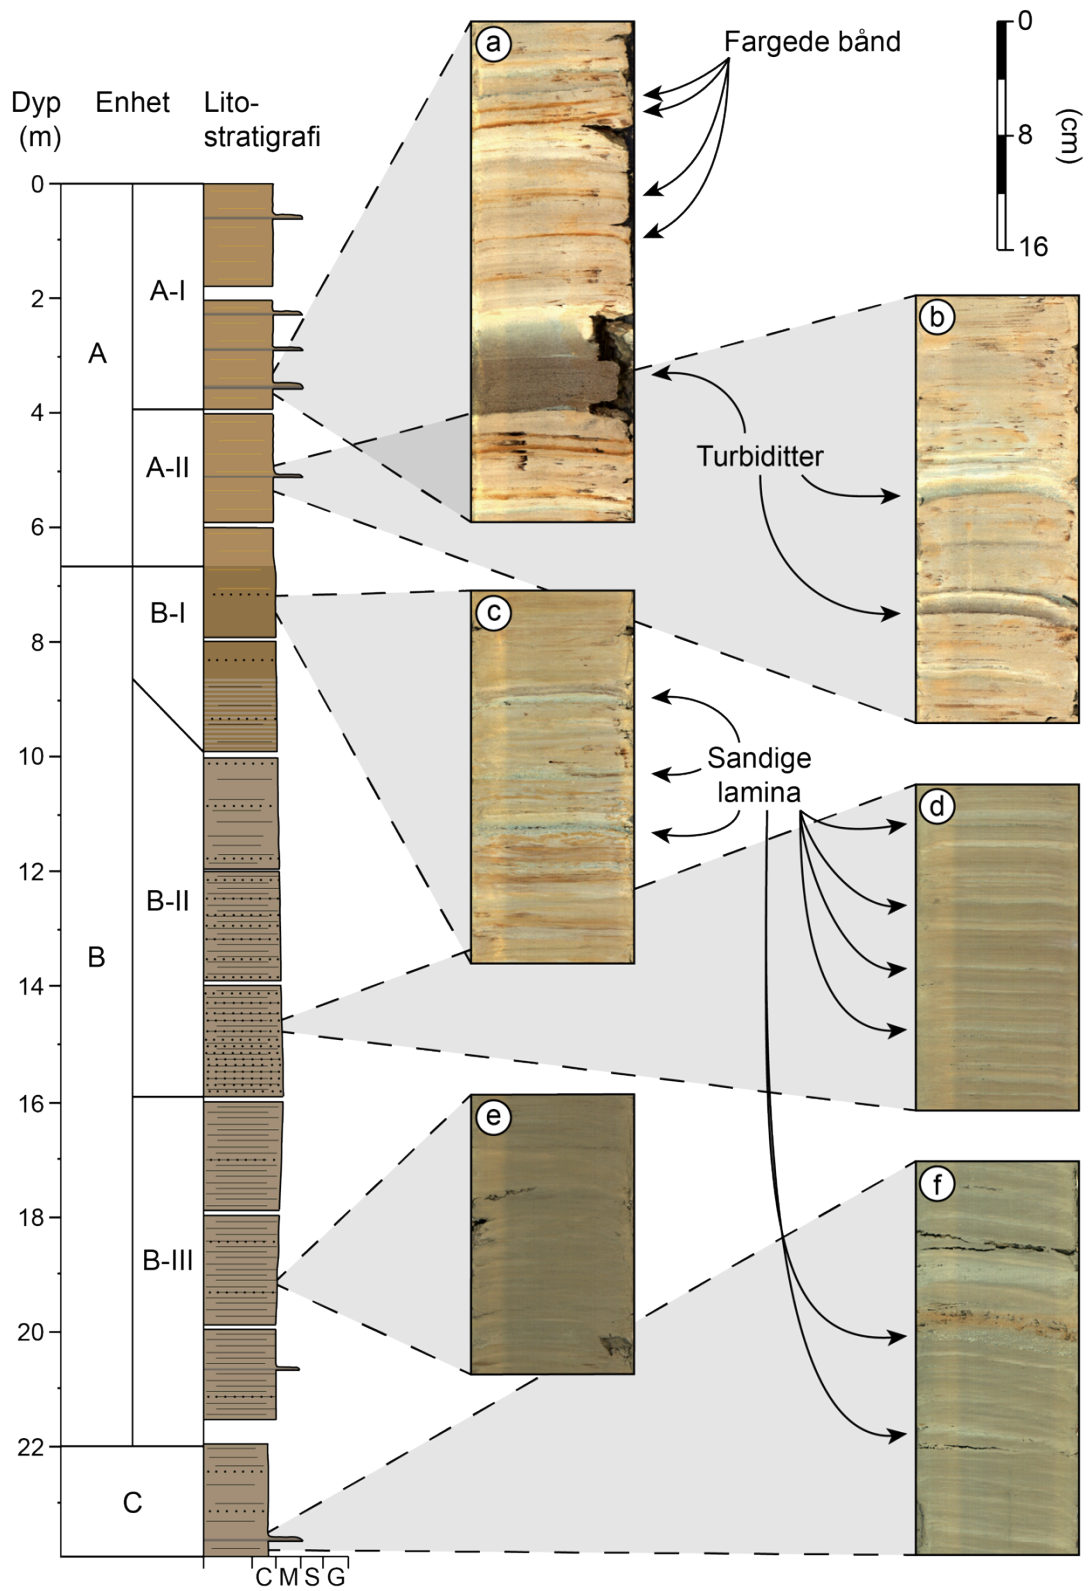 Dyp
(m)
Enhet
Lito-
stratigrafi
0
2
4
6
8
10
12
14
16
18
20
22
A
A-I
A-II
B
B-I
B-II
B-III
C
C M S G
a
Fargede bånd
0
8
16
(cm)
b
Turbiditter
c
Sandige
lamina
d
e
f